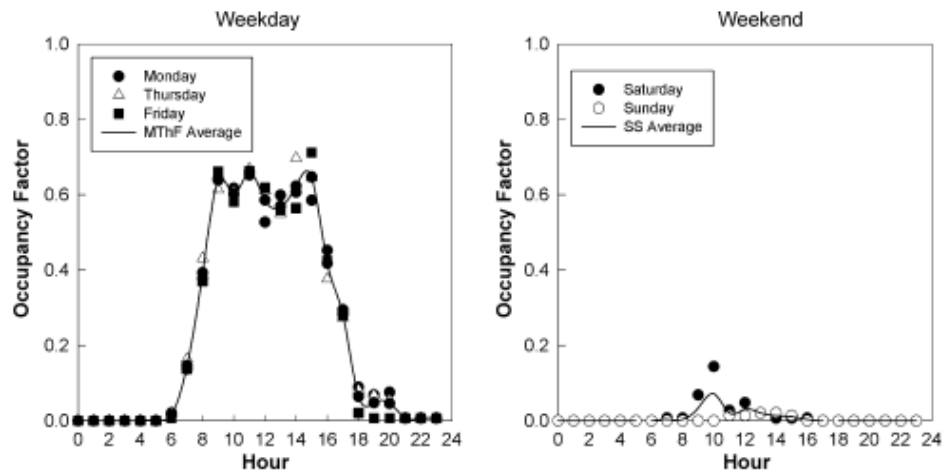 Weekday
1.0
0.8
0.6
0.4
0.2
0.0
Occupancy Factor
Monday
Thursday
Friday
MThF Average
0 2 4 6 8 10 12 14 16 18 20 22 24
Hour
Weekend
1.0
0.8
0.6
0.4
0.2
0.0
Occupancy Factor
Saturday
Sunday
SS Average
0 2 4 6 8 10 12 14 16 18 20 22 24
Hour